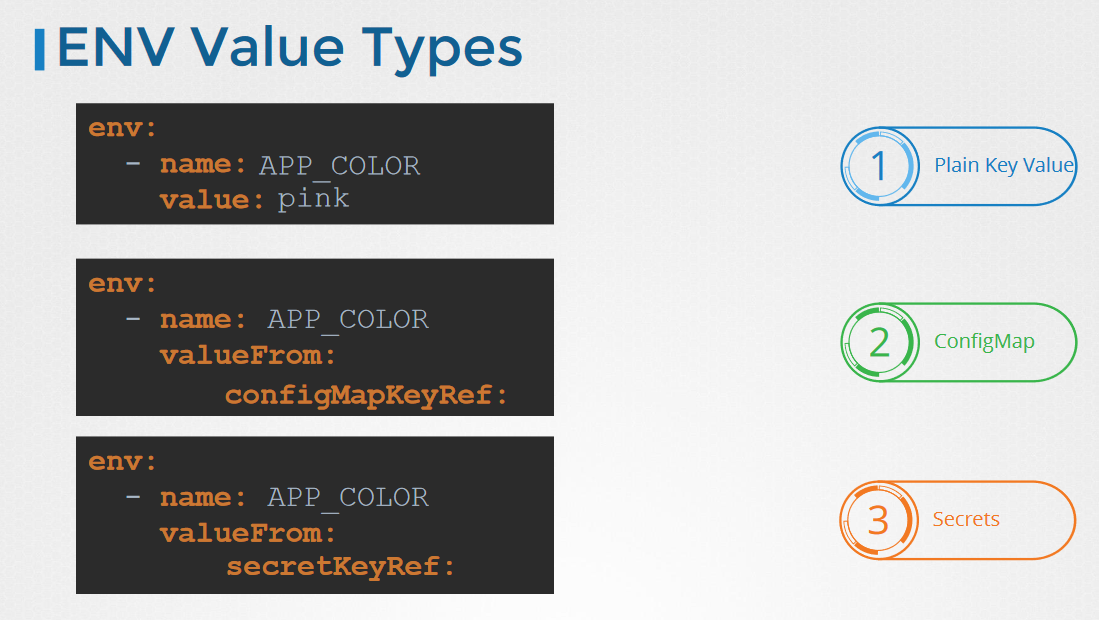 ENV Value Types
env:
- name: APP_COLOR
value: pink
1 Plain Key Value
env:
- name: APP_COLOR
valueFrom:
configMapKeyRef:
2 ConfigMap
env:
- name: APP_COLOR
valueFrom:
secretKeyRef:
3 Secrets